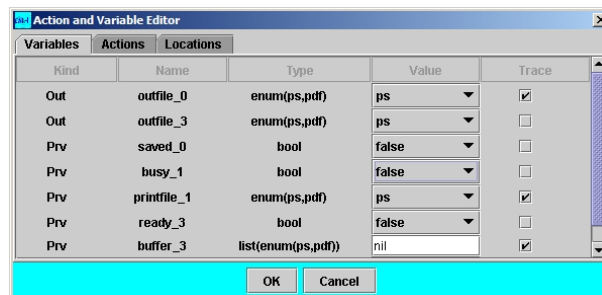 Action and Variable Editor
Variables Actions Locations
Kind Name Type Value Trace
Out outfile_0 enum(ps,pdf) ps
Out outfile_3 enum(ps,pdf) ps
Prv saved_0 bool false
Prv busy_1 bool false
Prv printfile_1 enum(ps,pdf) ps
Prv ready_3 bool false
Prv buffer_3 list(enum(ps,pdf)) nil
OK Cancel